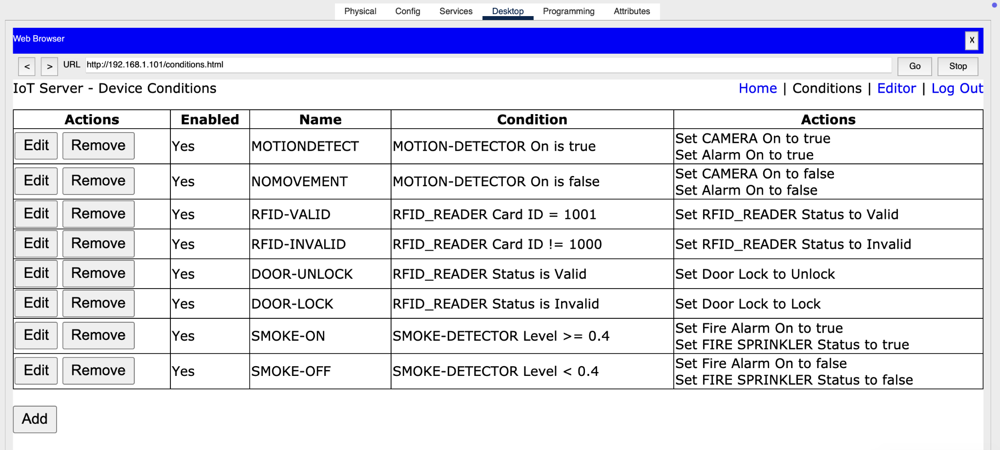 Physical Config Services Desktop Programming Attributes
Web Browser X
< > URL http://192.168.1.101/conditions.html Go Stop
IoT Server - Device Conditions Home | Conditions | Editor | Log Out
Actions Enabled Name Condition Actions
Edit Remove Yes MOTIONDETECT MOTION-DETECTOR On is true Set CAMERA On to true
Set Alarm On to true
Edit Remove Yes NOMOVEMENT MOTION-DETECTOR On is false Set CAMERA On to false
Set Alarm On to false
Edit Remove Yes RFID-VALID RFID_READER Card ID = 1001 Set RFID_READER Status to Valid
Edit Remove Yes RFID-INVALID RFID_READER Card ID != 1000 Set RFID_READER Status to Invalid
Edit Remove Yes DOOR-UNLOCK RFID_READER Status is Valid Set Door Lock to Unlock
Edit Remove Yes DOOR-LOCK RFID_READER Status is Invalid Set Door Lock to Lock
Edit Remove Yes SMOKE-ON SMOKE-DETECTOR Level >= 0.4 Set Fire Alarm On to true
Set FIRE SPRINKLER Status to true
Edit Remove Yes SMOKE-OFF SMOKE-DETECTOR Level < 0.4 Set Fire Alarm On to false
Set FIRE SPRINKLER Status to false
Add